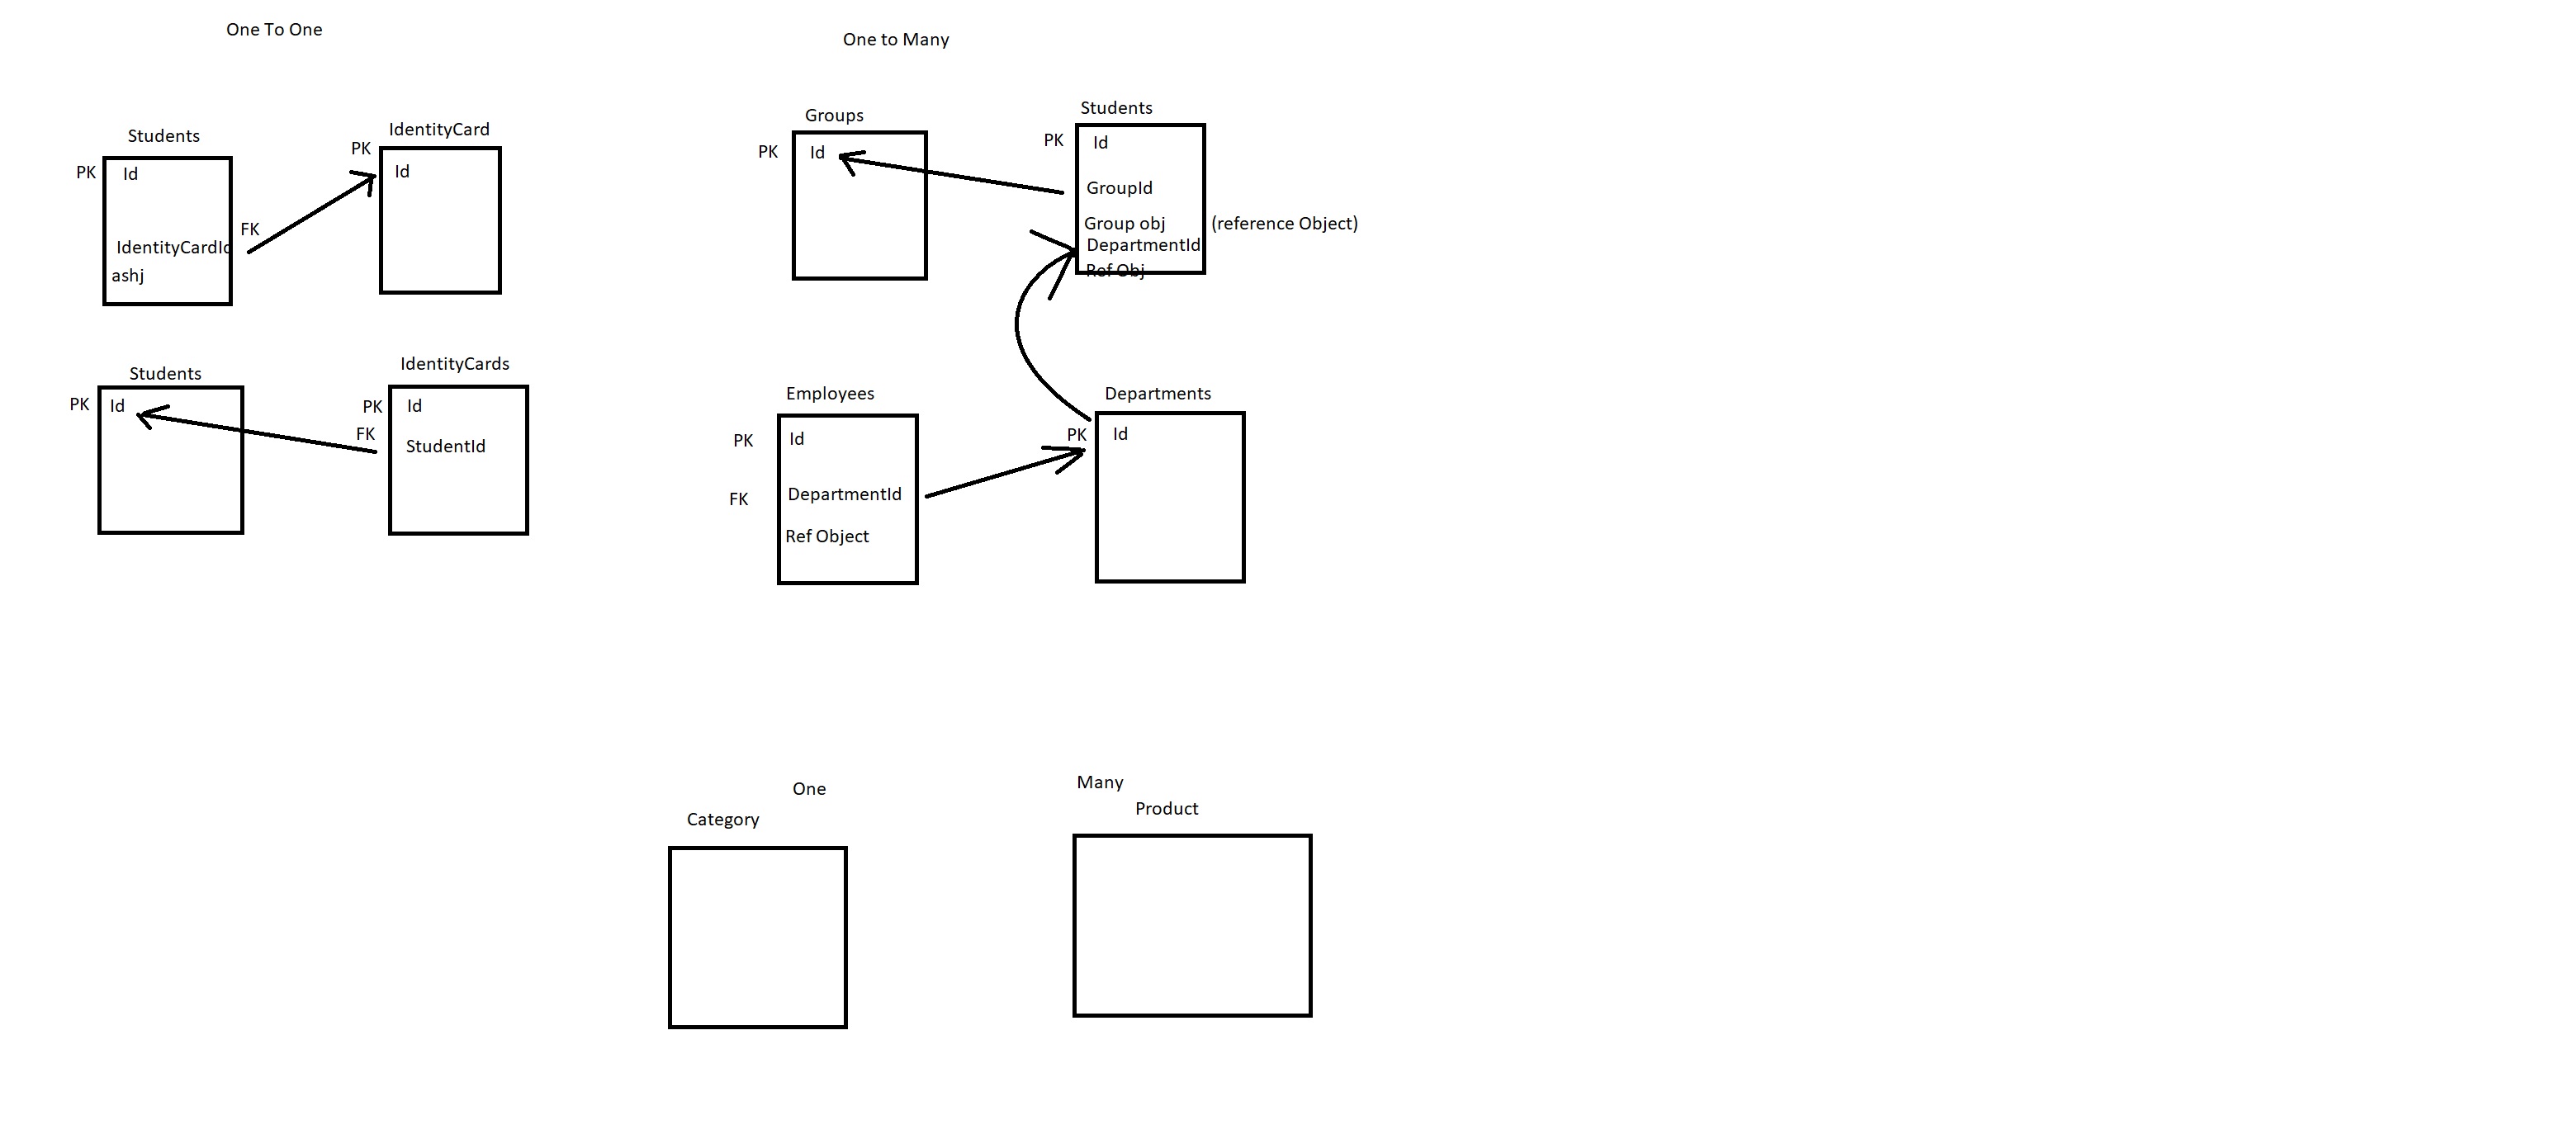 One To One
Students
PK
Id
FK
IdentityCardId
ashj
IdentityCard
PK
Id
Students
PK
Id
IdentityCards
PK
Id
FK
StudentId
One to Many
Groups
PK
Id
Students
PK
Id
GroupId
Group obj
(reference Object)
DepartmentId
Ref Obj
Employees
PK
Id
FK
DepartmentId
Ref Object
Departments
PK
Id
One
Category
Many
Product